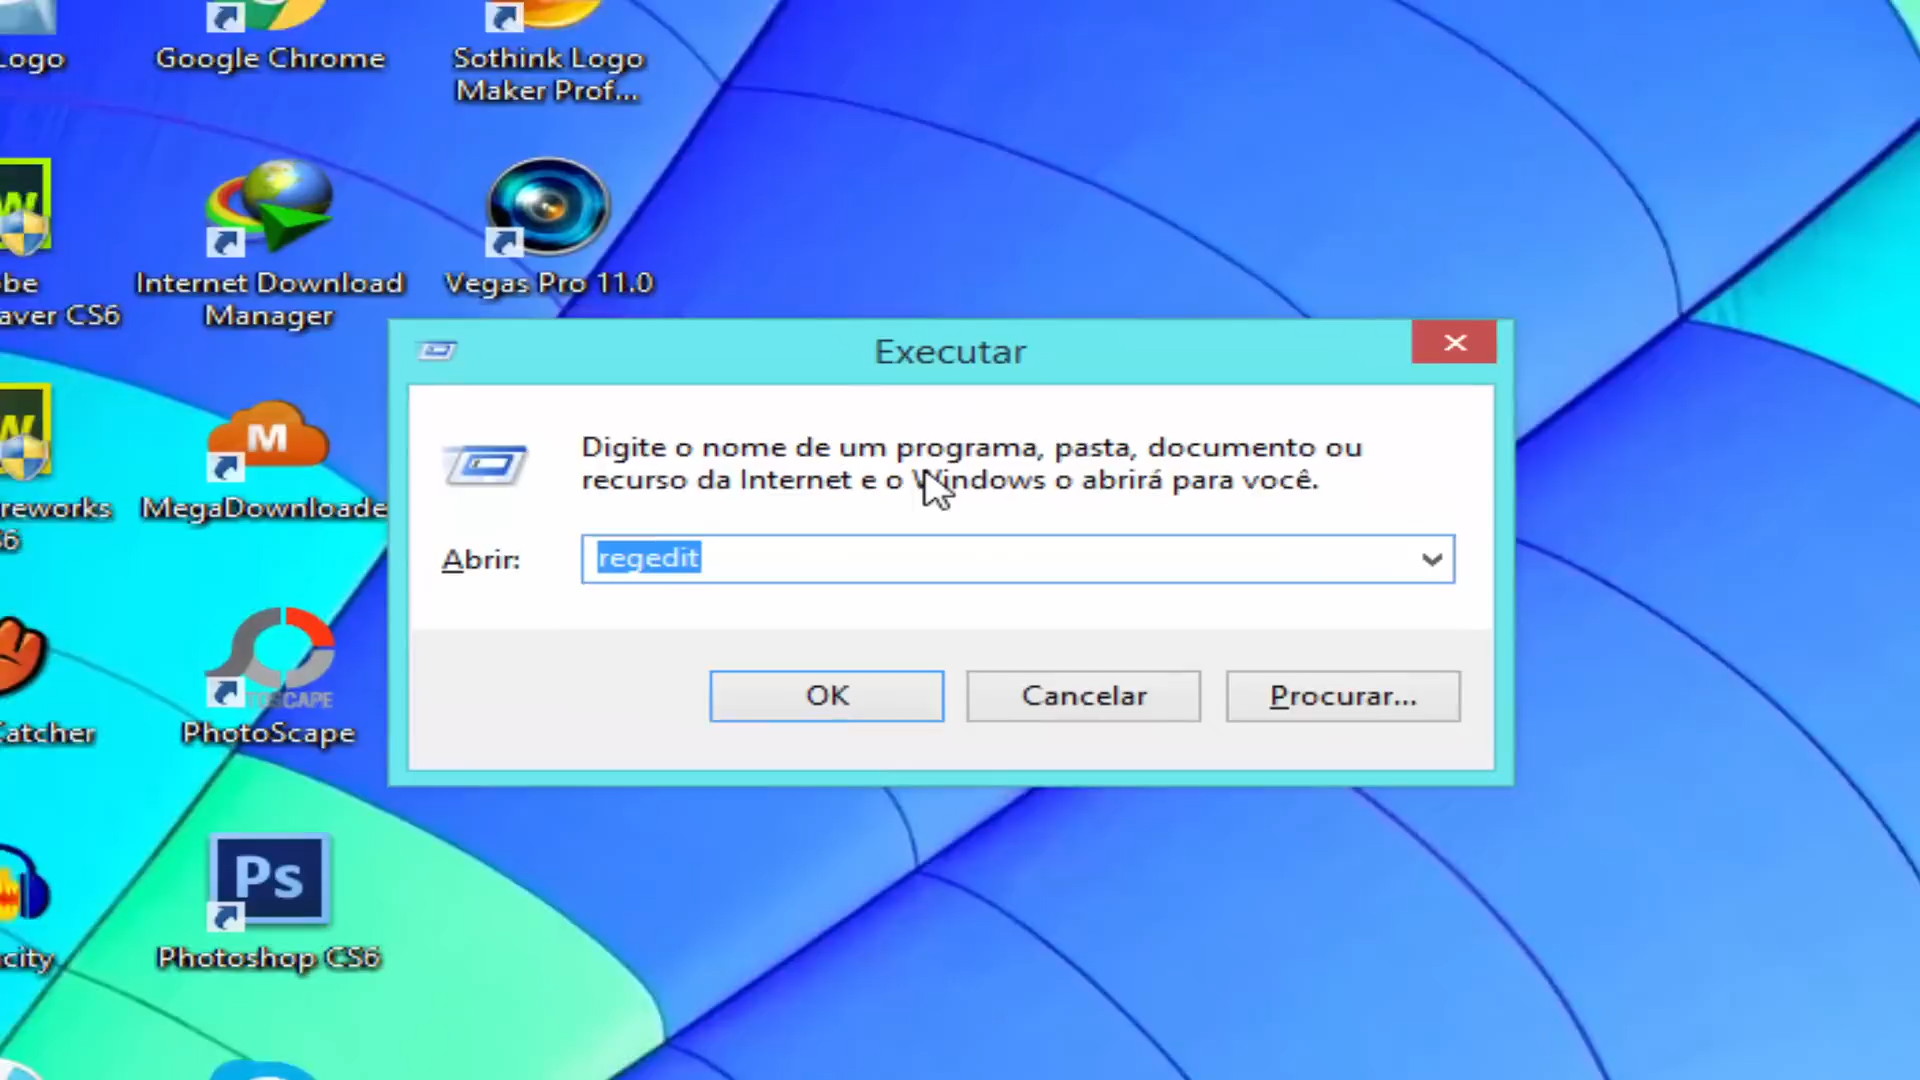 Logo
Google Chrome
Sothink Logo
Maker Prof...
W
be
aver CS6
Internet Download
Manager
Vegas Pro 11.0
Executar
Digite o nome de um programa, pasta, documento ou
recurso da Internet e o Windows o abrirá para você.
Abrir:
regedit
OK
Cancelar
Procurar...
W
reworks
M
MegaDownloade
TOSCAPE
Catcher
PhotoScape
Ps
city
Photoshop CS6